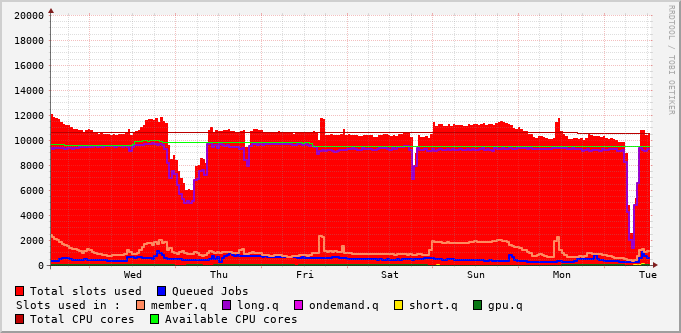 20000
18000
16000
14000
12000
10000
8000
6000
4000
2000
0
Wed Thu Fri Sat Sun Mon Tue
Total slots used Queued Jobs
Slots used in : member.q long.q ondemand.q short.q gpu.q
Total CPU cores Available CPU cores
RRDTOOL / TOBI OETIKER